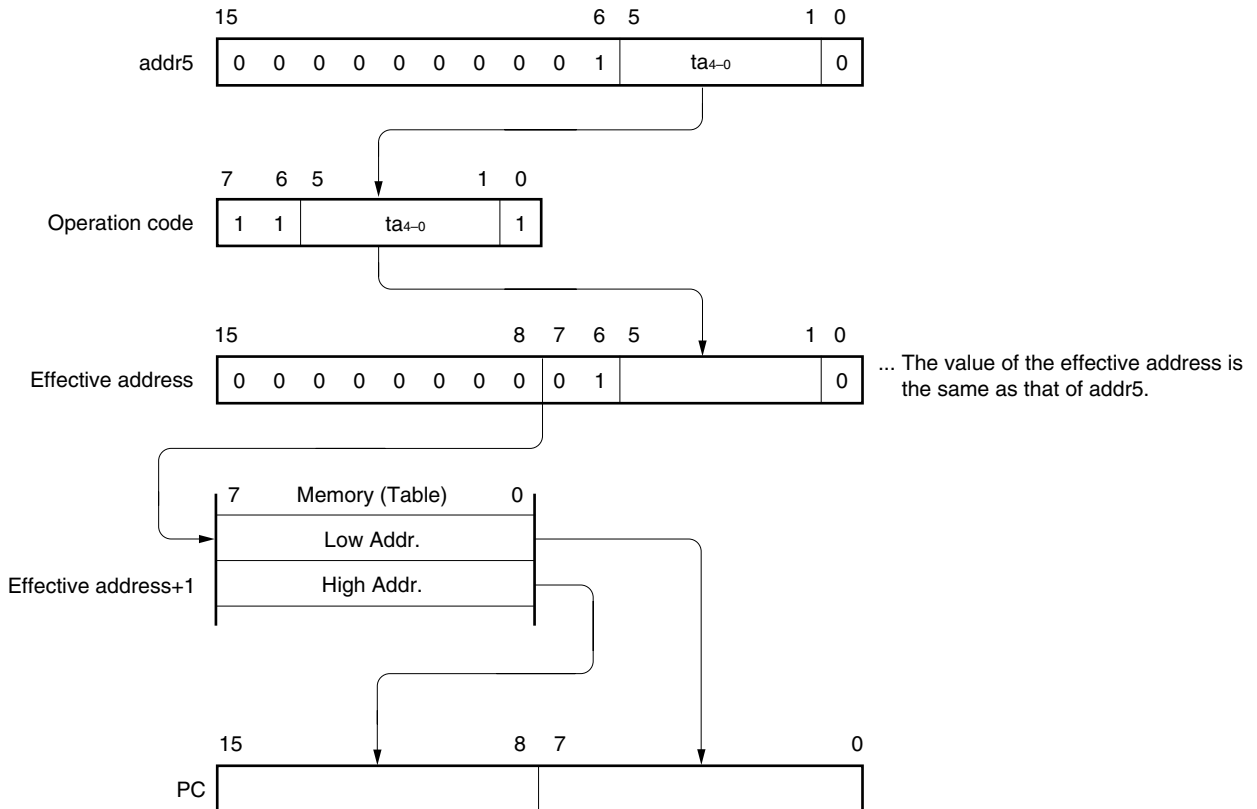 15 6 5 1 0
addr5 0 0 0 0 0 0 0 0 0 1 ta4–0 0
7 6 5 1 0
Operation code 1 1 ta4–0 1
15 8 7 6 5 1 0
Effective address 0 0 0 0 0 0 0 0 0 1 0
... The value of the effective address is
the same as that of addr5.
7 Memory (Table) 0
Low Addr.
Effective address+1 High Addr.
15 8 7 0
PC